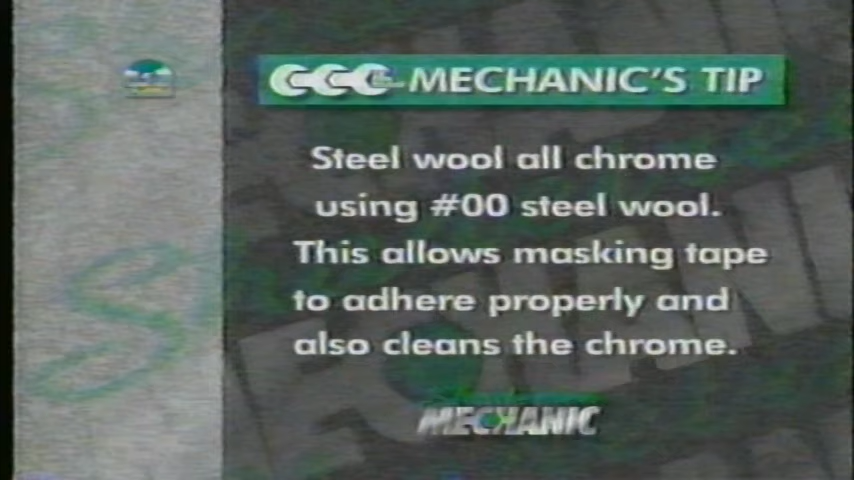 CCC MECHANIC'S TIP
Steel wool all chrome
using #00 steel wool.
This allows masking tape
to adhere properly and
also cleans the chrome.
MECHANIC